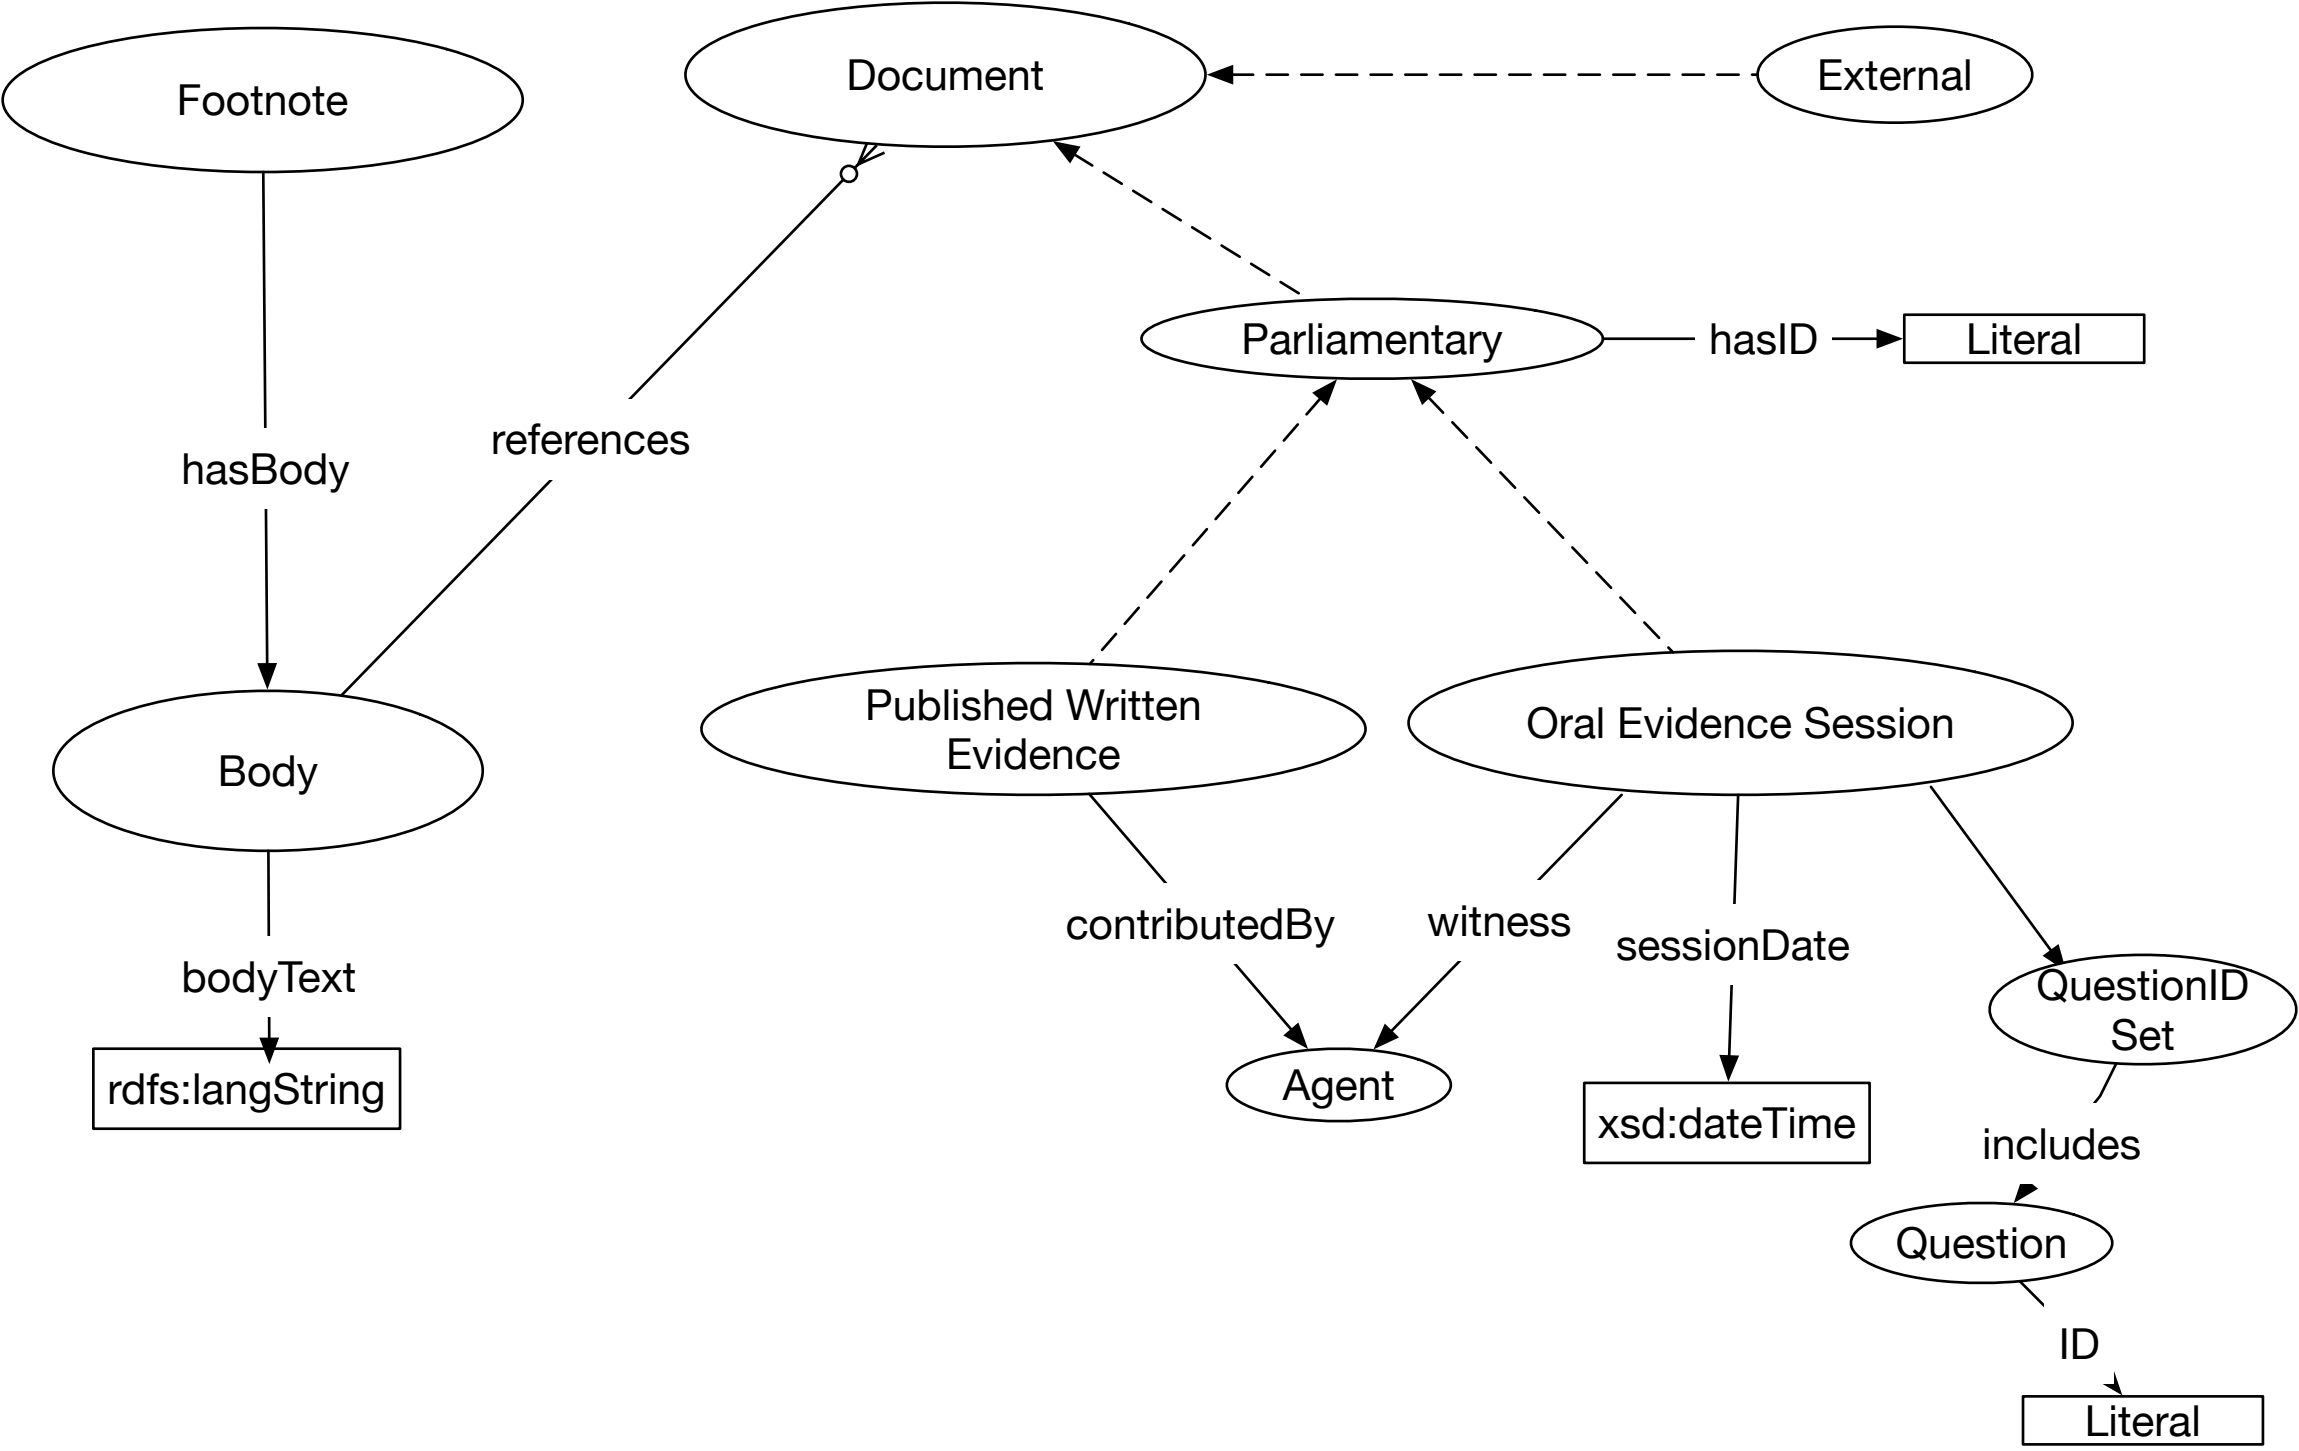 Footnote
Document
External
Parliamentary
hasID
Literal
references
hasBody
Published Written
Evidence
Oral Evidence Session
Body
contributedBy
witness
sessionDate
QuestionID
Set
bodyText
rdfs:langString
Agent
xsd:dateTime
includes
Question
ID
Literal